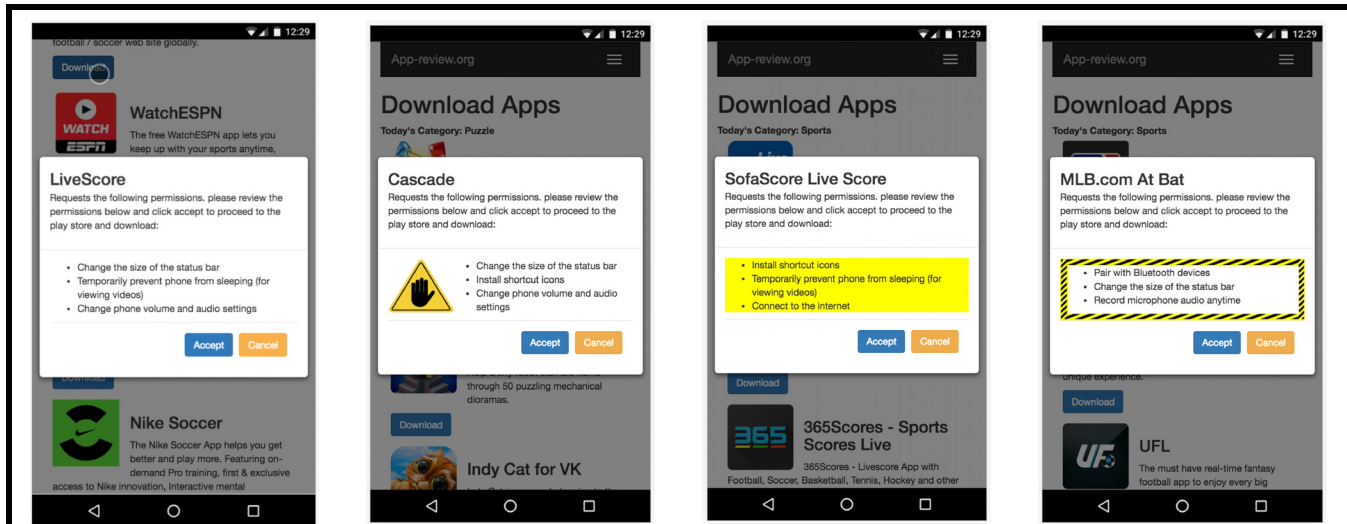 12:29
football / soccer web site globally.
Download
WATCH
ESPN
WatchESPN
The free WatchESPN app lets you
keep up with your sports anytime,
LiveScore
Requests the following permissions. please review the
permissions below and click accept to proceed to the
play store and download:
• Change the size of the status bar
• Temporarily prevent phone from sleeping (for
viewing videos)
• Change phone volume and audio settings
Accept Cancel
Download
Nike Soccer
The Nike Soccer App helps you get
better and play more. Featuring on-
demand Pro training, first & exclusive
access to Nike innovation, Interactive mental
12:29
App-review.org
Download Apps
Today's Category: Puzzle
Cascade
Requests the following permissions. please review the
permissions below and click accept to proceed to the
play store and download:
• Change the size of the status bar
• Install shortcut icons
• Change phone volume and audio
settings
Accept Cancel
through 50 puzzling mechanical
dioramas.
Download
Indy Cat for VK
12:29
App-review.org
Download Apps
Today's Category: Sports
Live
SofaScore Live Score
Requests the following permissions. please review the
permissions below and click accept to proceed to the
play store and download:
• Install shortcut icons
• Temporarily prevent phone from sleeping (for
viewing videos)
• Connect to the internet
Accept Cancel
Download
365
365Scores - Sports
Scores Live
365Scores - Livescore App with
Football, Soccer, Basketball, Tennis, Hockey and other
12:29
App-review.org
Download Apps
Today's Category: Sports
MLB.com At Bat
Requests the following permissions. please review the
permissions below and click accept to proceed to the
play store and download:
• Pair with Bluetooth devices
• Change the size of the status bar
• Record microphone audio anytime
Accept Cancel
unique experience.
Download
UFL
The must have real-time fantasy
football app to enjoy every big